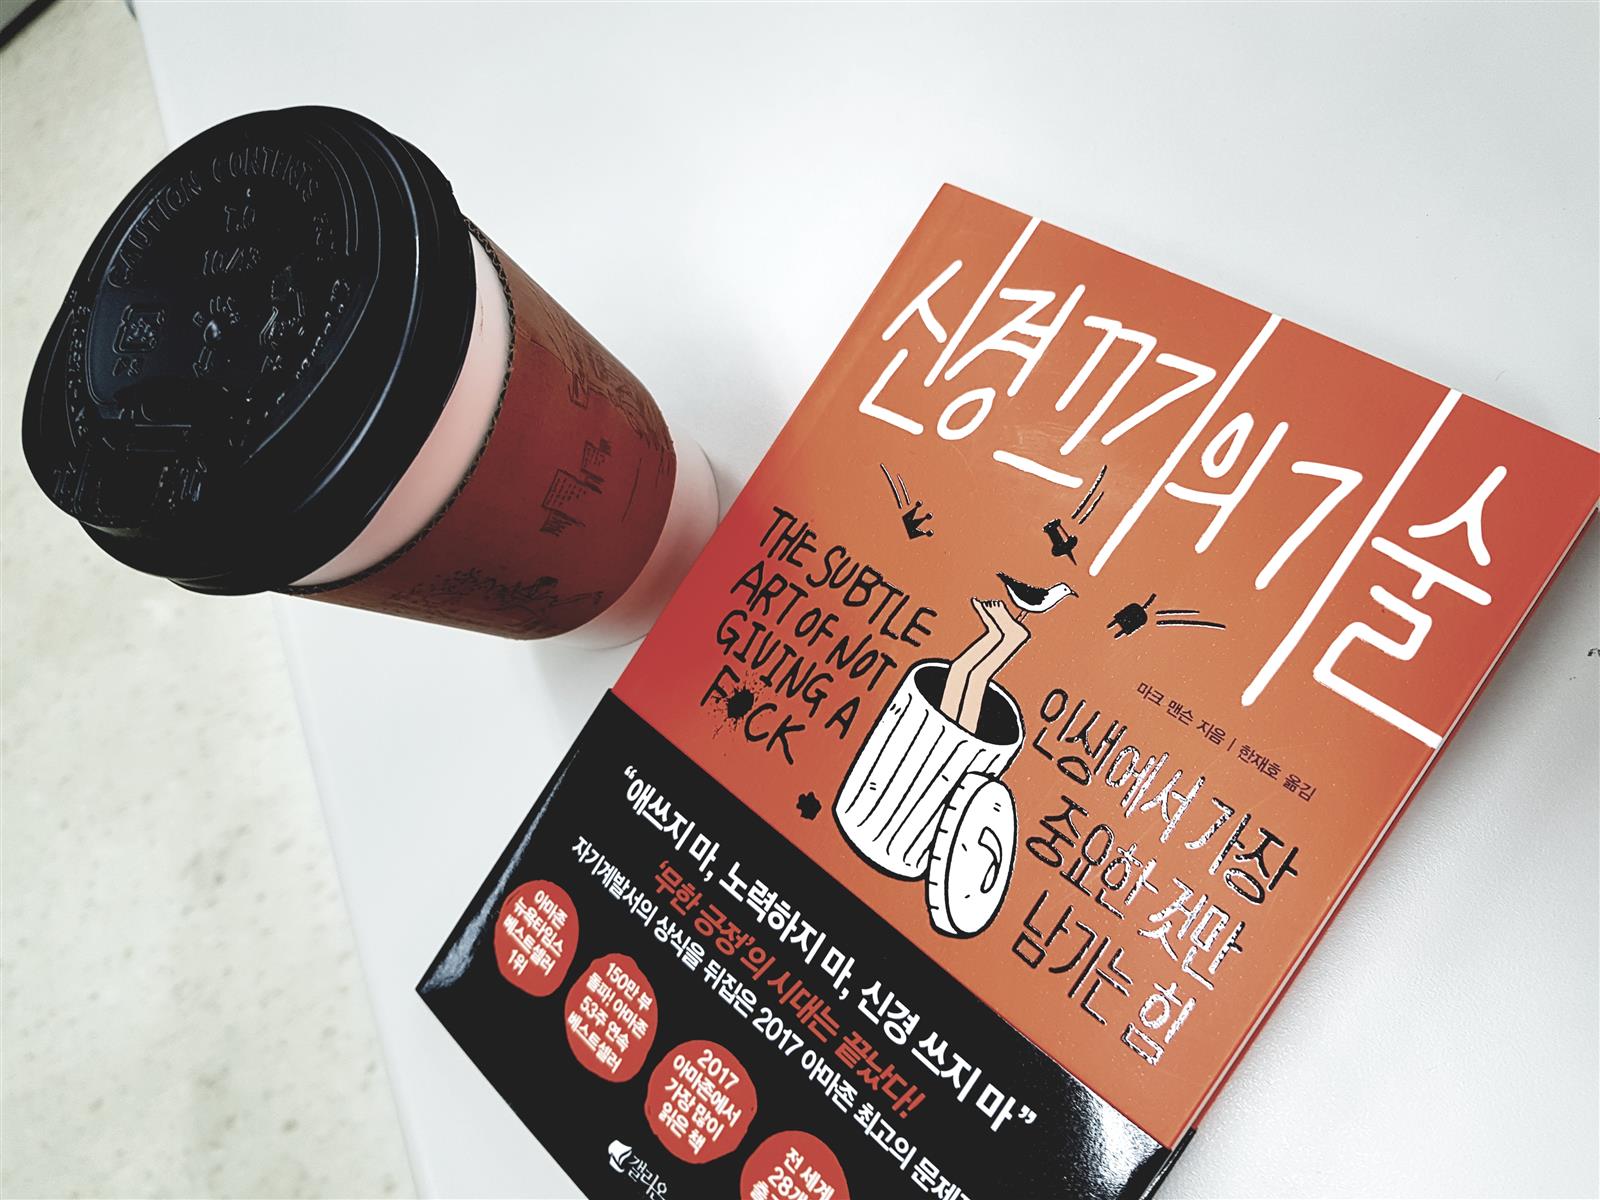 CAUTION CONTENTS
신경 끄기의 기술
THE SUBTLE
ART OF NOT
GIVING A
F CK
마크 맨슨 지음 | 한재호 옮김
인생에서 가장
중요한 것만
남기는 힘
“애쓰지 마, 노력하지 마, 신경 쓰지 마”
‘무한 긍정’의 시대는 끝났다!
자기계발서의 상식을 뒤집은 2017 아마존 최고의
아마존
뉴욕타임스
베스트셀러
1위
150만 부
돌파! 아마존
53주 연속
베스트셀러
2017
아마존에서
가장 많이
읽은 책
전 세계
갤리온